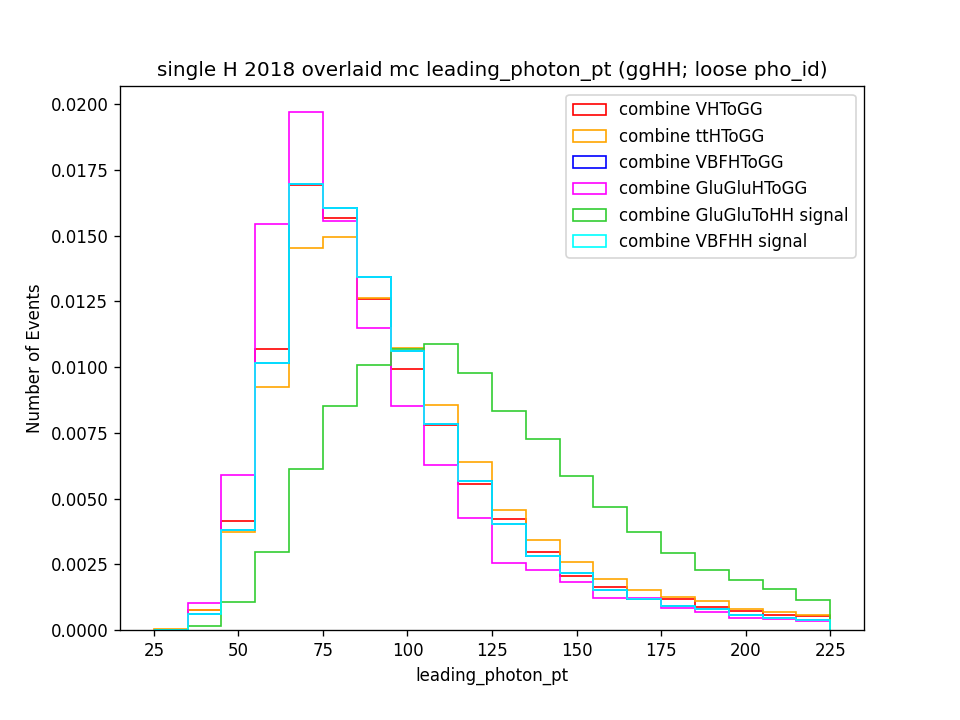 single H 2018 overlaid mc leading_photon_pt (ggHH; loose pho_id)
combine VHToGG
combine ttHToGG
combine VBFHToGG
combine GluGluHToGG
combine GluGluToHH signal
combine VBFHH signal
Number of Events
0.0200
0.0175
0.0150
0.0125
0.0100
0.0075
0.0050
0.0025
0.0000
25 50 75 100 125 150 175 200 225
leading_photon_pt